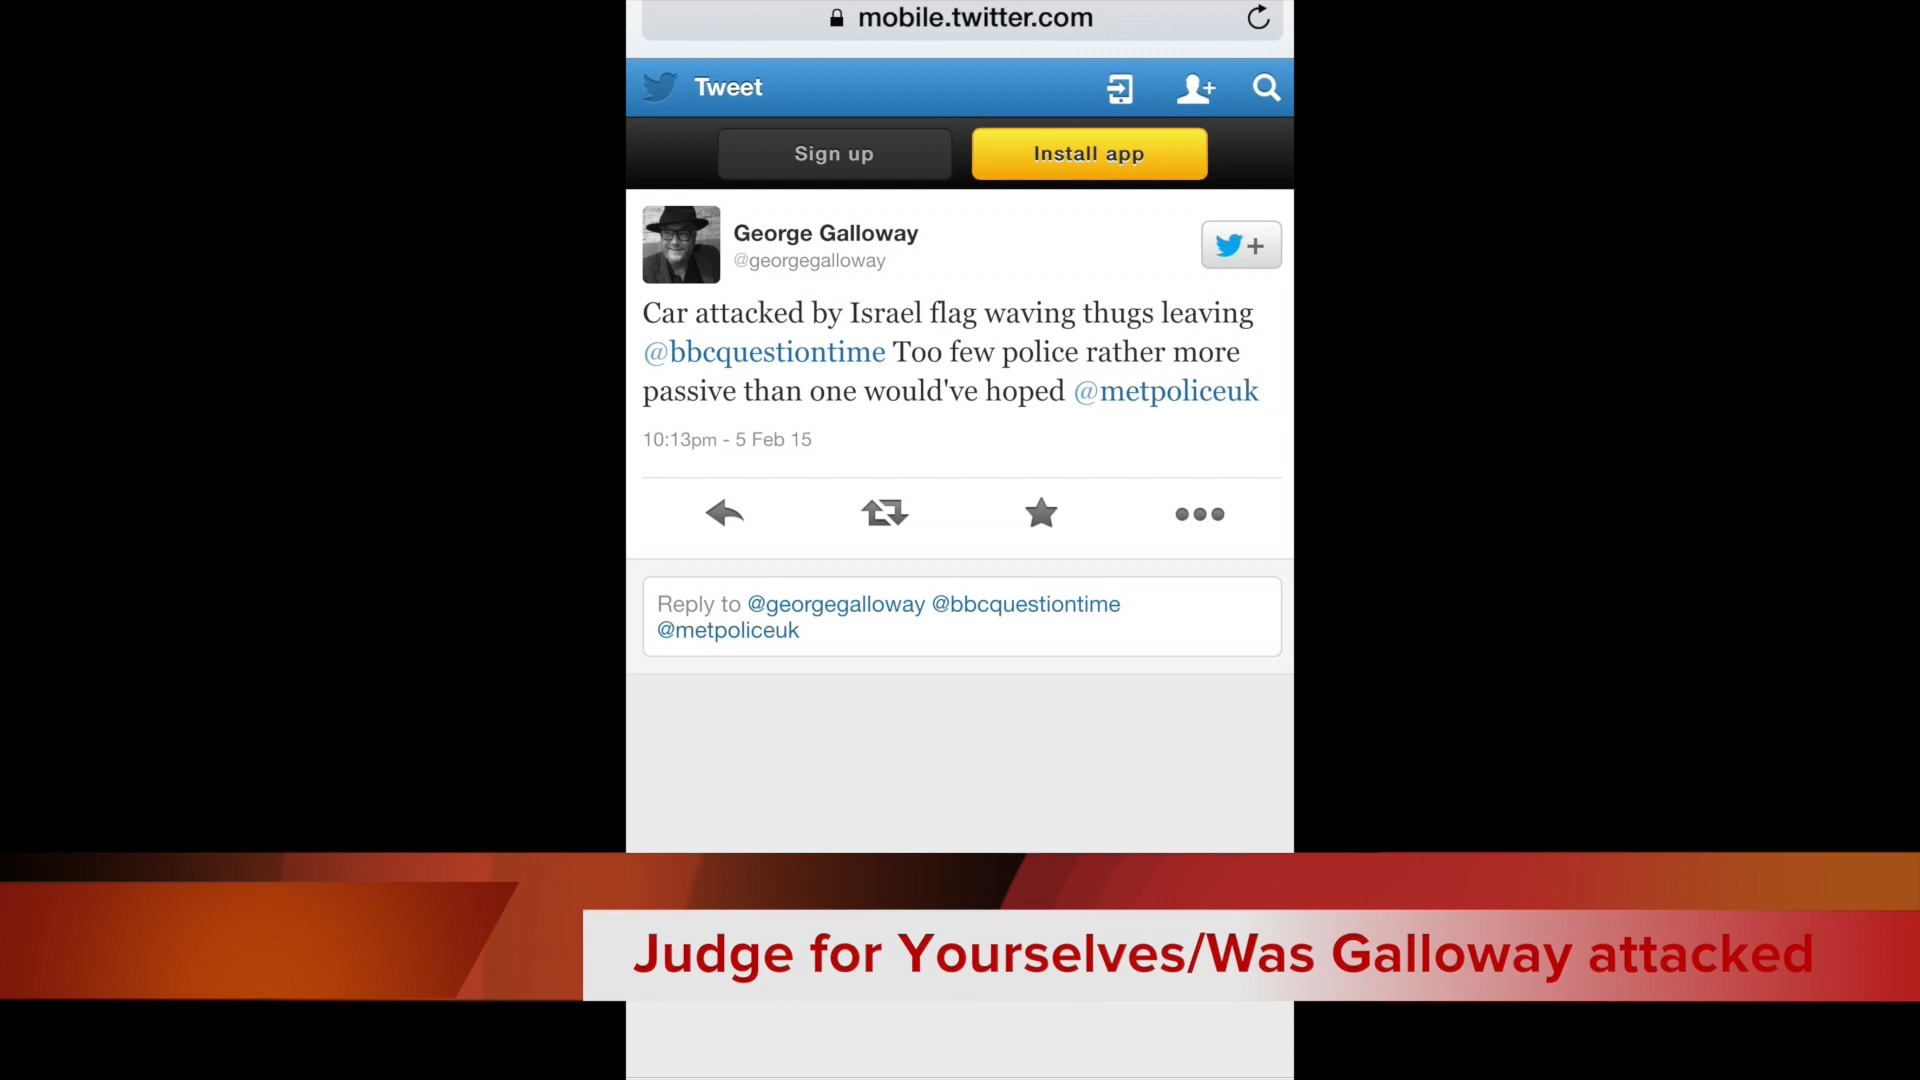 mobile.twitter.com
Tweet
Sign up
Install app
George Galloway
@georgegalloway
Car attacked by Israel flag waving thugs leaving
@bbcquestiontime Too few police rather more
passive than one would've hoped @metpoliceuk
10:13pm - 5 Feb 15
Reply to @georgegalloway @bbcquestiontime
@metpoliceuk
Judge for Yourselves/Was Galloway attacked